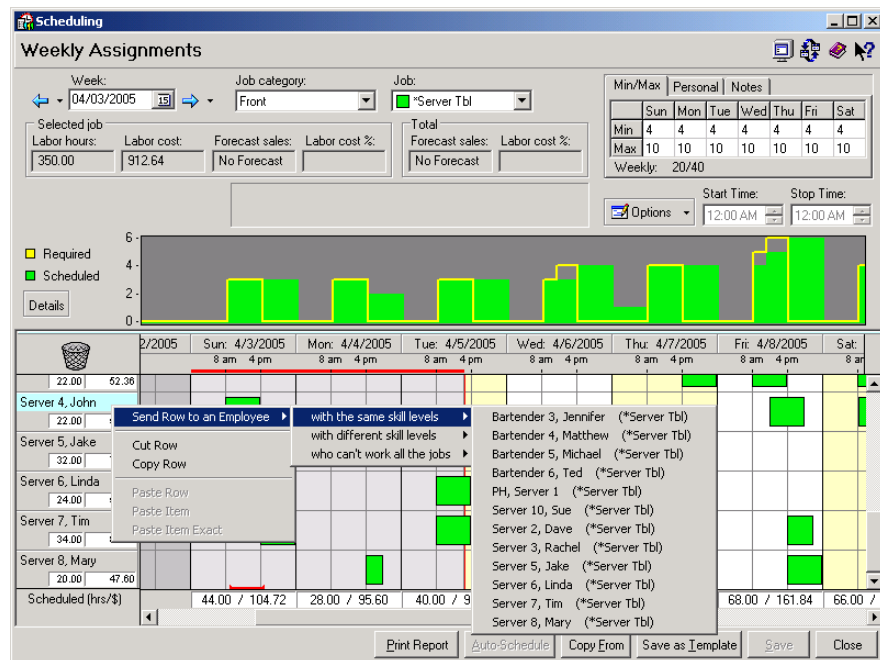 Scheduling
Weekly Assignments
Week: Job category: Job:
04/03/2005 15 Front *Server Tbl
Min/Max Personal Notes
Sun Mon Tue Wed Thu Fri Sat
Min 4 4 4 4 4 4 4
Max 10 10 10 10 10 10 10
Weekly: 20/40
Selected job Total
Labor hours: Labor cost: Forecast sales: Labor cost %: Forecast sales: Labor cost %:
350.00 912.64 No Forecast No Forecast
Start Time: Stop Time:
Options 12:00 AM 12:00 AM
Required
Scheduled
Details
6
4
2
0
2/2005 Sun: 4/3/2005 Mon: 4/4/2005 Tue: 4/5/2005 Wed: 4/6/2005 Thu: 4/7/2005 Fri: 4/8/2005 Sat:
8 am 4 pm 8 am 4 pm 8 am 4 pm 8 am 4 pm 8 am 4 pm 8 am 4 pm 8 ar
22.00 52.36
Server 4, John
22.00
Server 5, Jake
32.00
Server 6, Linda
24.00
Server 7, Tim
34.00
Server 8, Mary
20.00 47.60
Send Row to an Employee
Cut Row
Copy Row
Paste Row
Paste Item
Paste Item Exact
with the same skill levels
with different skill levels
who can't work all the jobs
Bartender 3, Jennifer (*Server Tbl)
Bartender 4, Matthew (*Server Tbl)
Bartender 5, Michael (*Server Tbl)
Bartender 6, Ted (*Server Tbl)
PH, Server 1 (*Server Tbl)
Server 10, Sue (*Server Tbl)
Server 2, Dave (*Server Tbl)
Server 3, Rachel (*Server Tbl)
Server 5, Jake (*Server Tbl)
Server 6, Linda (*Server Tbl)
Server 7, Tim (*Server Tbl)
Server 8, Mary (*Server Tbl)
Scheduled (hrs/$) 44.00 / 104.72 28.00 / 95.60 40.00 / 9 68.00 / 161.84 66.00 /
Print Report Auto-Schedule Copy From Save as Template Save Close